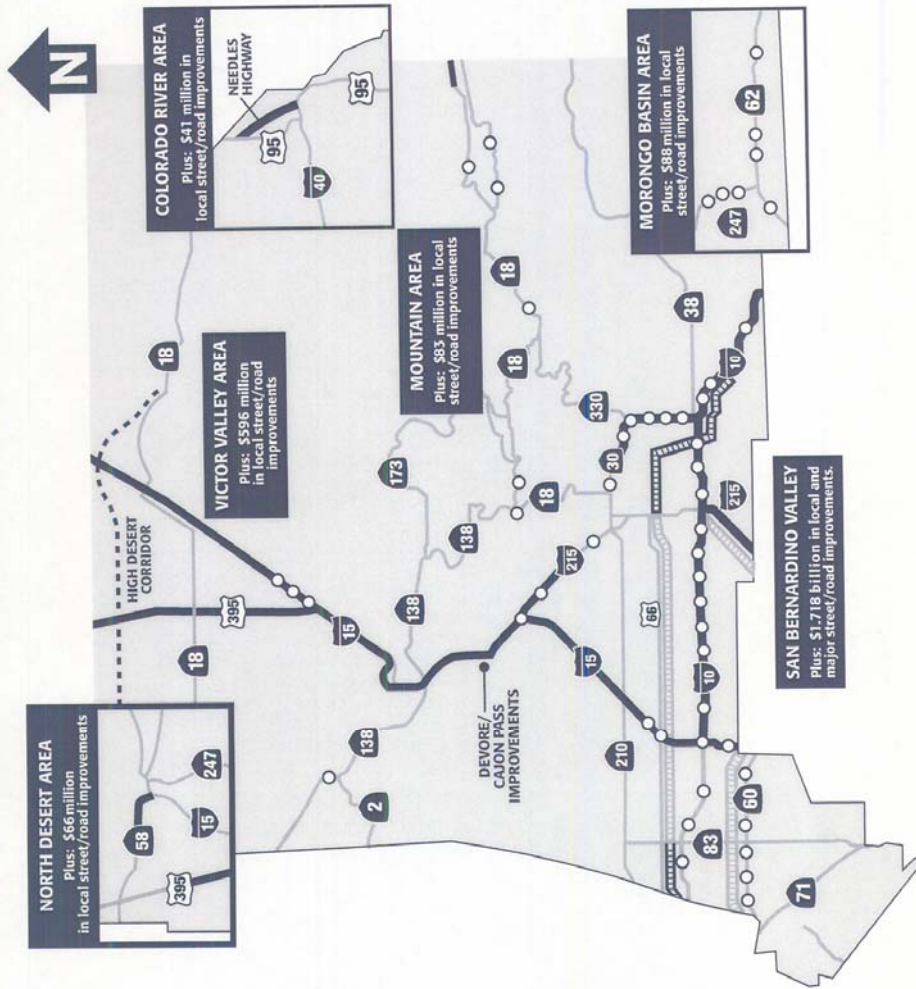 N
NORTH DESERT AREA
Plus: $66 million
in local street/road improvements
58
395
15
247
COLORADO RIVER AREA
Plus: $41 million in
local street/road improvements
NEEDLES
HIGHWAY
95
95
40
HIGH DESERT
CORRIDOR
18
18
395
VICTOR VALLEY AREA
Plus: $596 million
in local street/road
improvements
15
138
138
173
2
138
MOUNTAIN AREA
Plus: $83 million in local
street/road improvements
18
18
18
DEVORE/
CAJON PASS
IMPROVEMENTS
215
15
330
30
38
210
66
10
10
215
83
60
71
MORONGO BASIN AREA
Plus: $88 million in local
street/road improvements
247
62
SAN BERNARDINO VALLEY
Plus: $1.718 billion in local and
major street/road improvements.